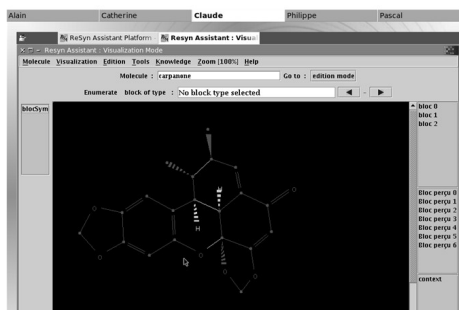 Alain Catherine Claude Philippe Pascal
ReSyn Assistant Platform ReSyn Assistant : Visua
ReSyn Assistant : Visualization Mode
Molecule Visualization Edition Tools Knowledge Zoom [100%] Help
Molecule : carpanene Go to : edition mode
Enumerate block of type : No block type selected
blocSym
bloc 0
bloc 1
bloc 2
O
H
H
O
O
O
O
O
Bloc perçu 0
Bloc perçu 1
Bloc perçu 2
Bloc perçu 3
Bloc perçu 4
Bloc perçu 5
Bloc perçu 6
context